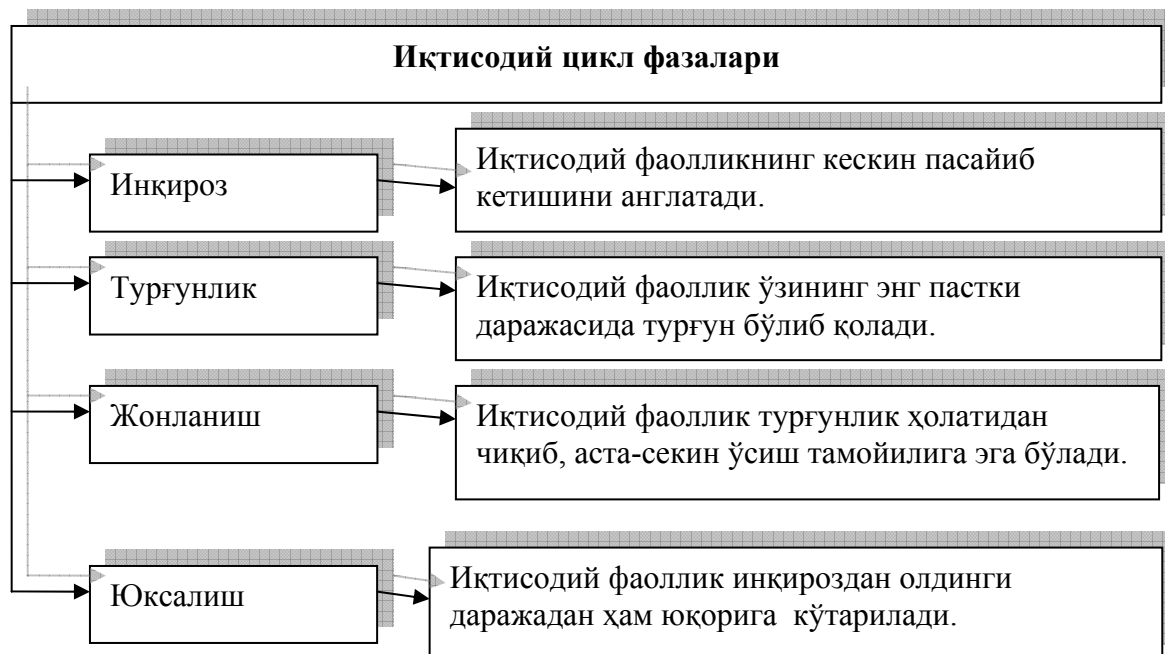 Иқтисодий цикл фазалари
Инқироз
Иқтисодий фаолликнинг кескин пасайиб
кетишини англатади.
Турғунлик
Иқтисодий фаоллик ўзининг энг пастки
даражасида турғун бўлиб қолади.
Жонланиш
Иқтисодий фаоллик турғунлик ҳолатидан
чиқиб, аста-секин ўсиш тамойилига эга бўлади.
Юксалиш
Иқтисодий фаоллик инқироздан олдинги
даражадан ҳам юқорига кўтарилади.